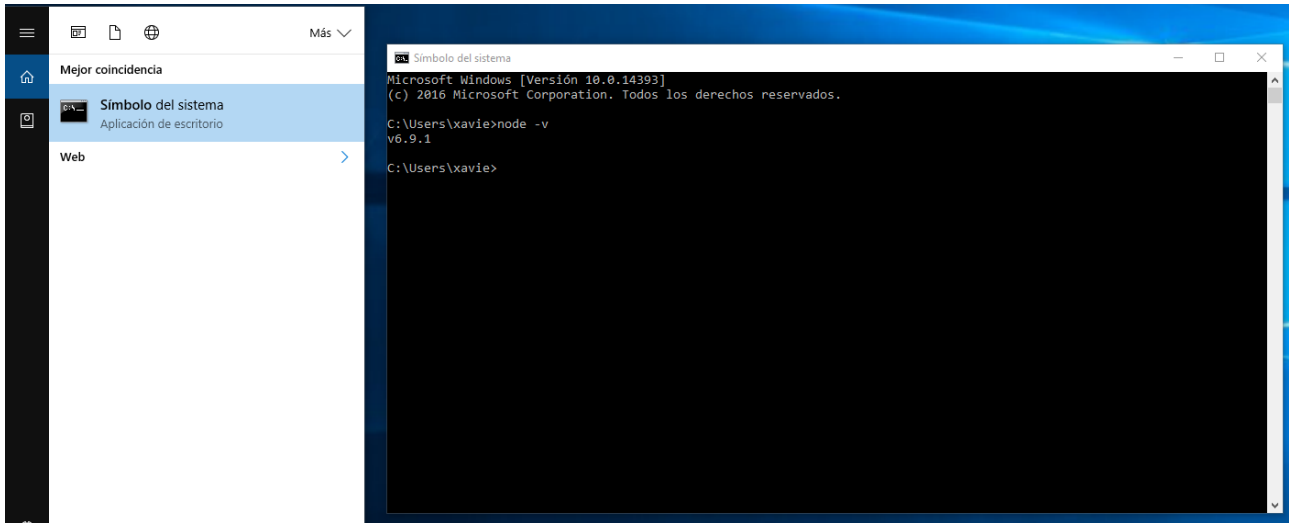 Más
Mejor coincidencia
Símbolo del sistema
Aplicación de escritorio
Web
Símbolo del sistema
Microsoft Windows [Versión 10.0.14393]
(c) 2016 Microsoft Corporation. Todos los derechos reservados.
C:\Users\xavie>node -v
v6.9.1
C:\Users\xavie>